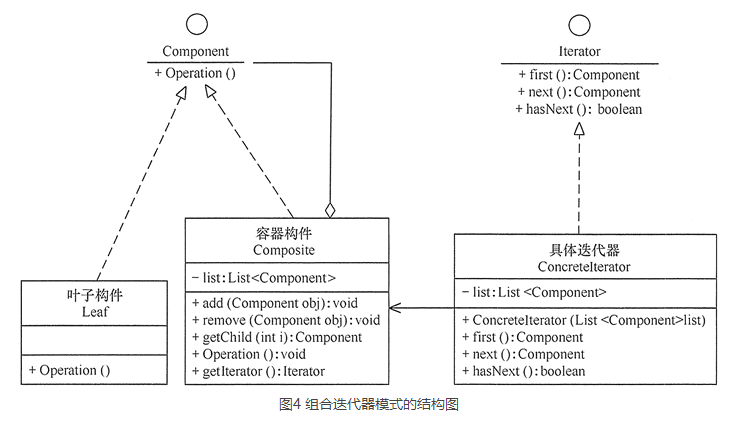 Component
+ Operation ()
Iterator
+ first ():Component
+ next ():Component
+ hasNext (): boolean
容器构件
Composite
− list:List<Component>
+ add (Component obj):void
+ remove (Component obj):void
+ getChild (int i):Component
+ Operation ():void
+ getIterator ():Iterator
具体迭代器
ConcreteIterator
− list:List <Component>
+ ConcreteIterator (List <Component>list)
+ first ():Component
+ next ():Component
+ hasNext ():boolean
叶子构件
Leaf
+ Operation ()
图4 组合迭代器模式的结构图